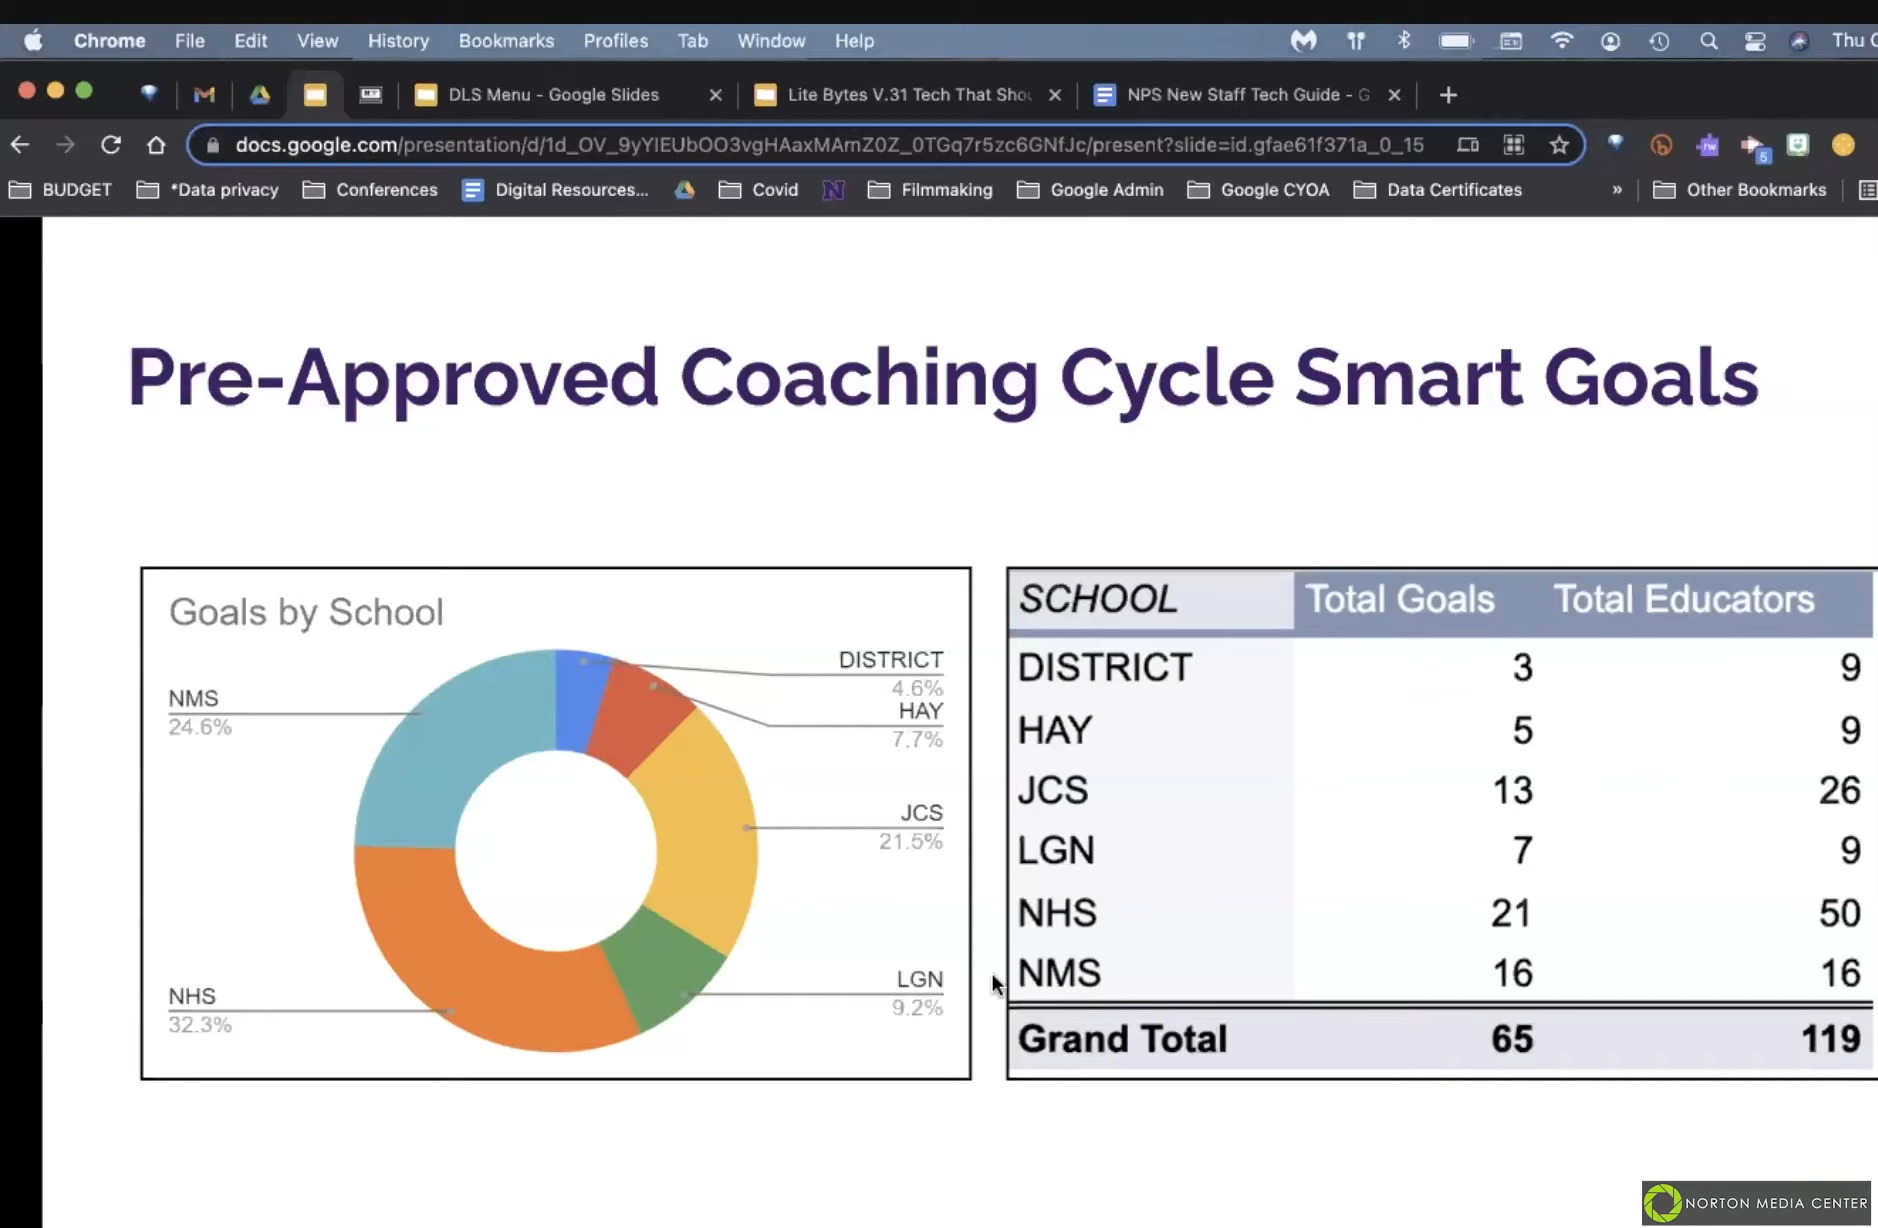 Chrome File Edit View History Bookmarks Profiles Tab Window Help Thu
DLS Menu - Google Slides Lite Bytes V.31 Tech That Shou NPS New Staff Tech Guide - G
docs.google.com/presentation/d/1d_OV_9yYIEUbOO3vgHAaxMAmZ0Z_0TGq7r5zc6GNfJc/present?slide=id.gfae61f371a_0_15
rw 5
BUDGET *Data privacy Conferences Digital Resources... Covid N Filmmaking Google Admin Google CYOA Data Certificates » Other Bookmarks
Pre-Approved Coaching Cycle Smart Goals
Goals by School
DISTRICT
4.6%
HAY
7.7%
JCS
21.5%
LGN
9.2%
NHS
32.3%
NMS
24.6%
SCHOOL Total Goals Total Educators
DISTRICT 3 9
HAY 5 9
JCS 13 26
LGN 7 9
NHS 21 50
NMS 16 16
Grand Total 65 119
NORTON MEDIA CENTER